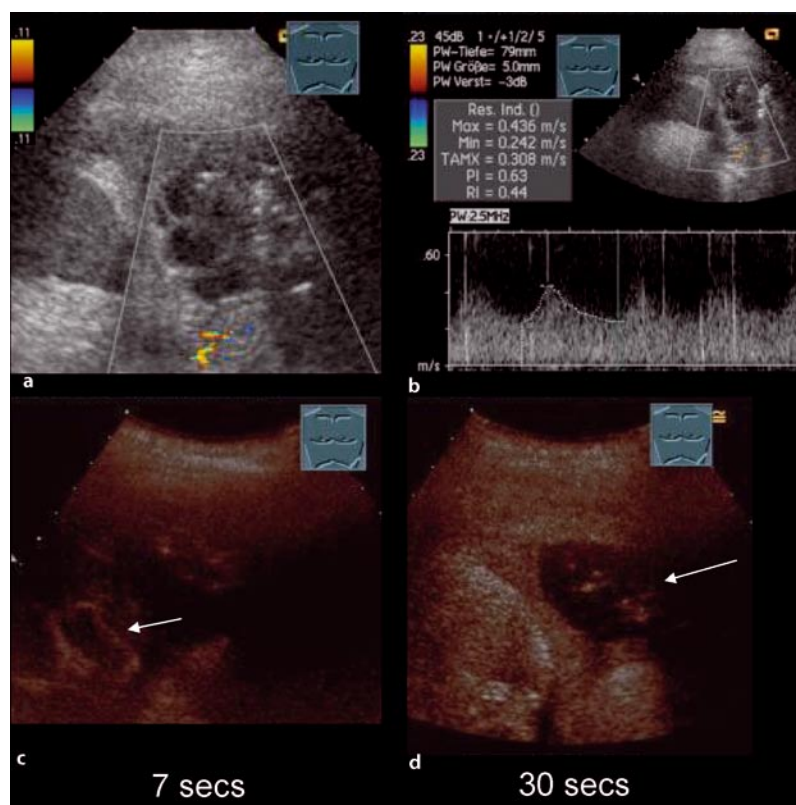 a
.11
.11
b
.23
.23
45dB 1 •/+1/2/ 5
PW-Tiefe= 79mm
PW Größe= 5.0mm
PW Verst= -3dB
Res. Ind. ()
Max = 0.436 m/s
Min = 0.242 m/s
TAMX = 0.308 m/s
PI = 0.63
RI = 0.44
PW 2.5MHz
.60
m/s
c
7 secs
d
30 secs